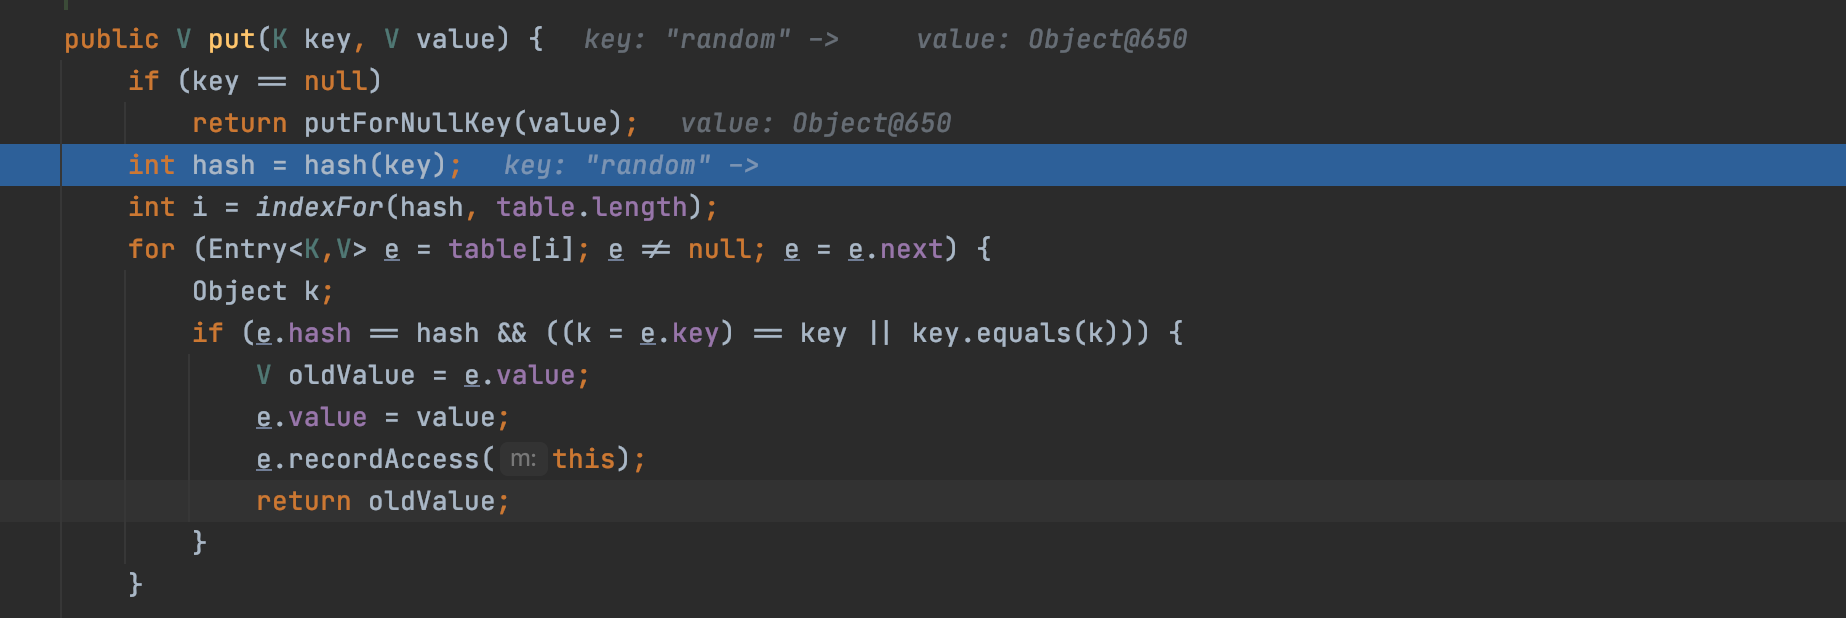 public V put(K key, V value) {  key: "random" ->  value: Object@650
if (key == null)
return putForNullKey(value);  value: Object@650
int hash = hash(key);  key: "random" ->
int i = indexFor(hash, table.length);
for (Entry<K,V> e = table[i]; e != null; e = e.next) {
Object k;
if (e.hash == hash && ((k = e.key) == key || key.equals(k))) {
V oldValue = e.value;
e.value = value;
e.recordAccess( m: this);
return oldValue;
}
}